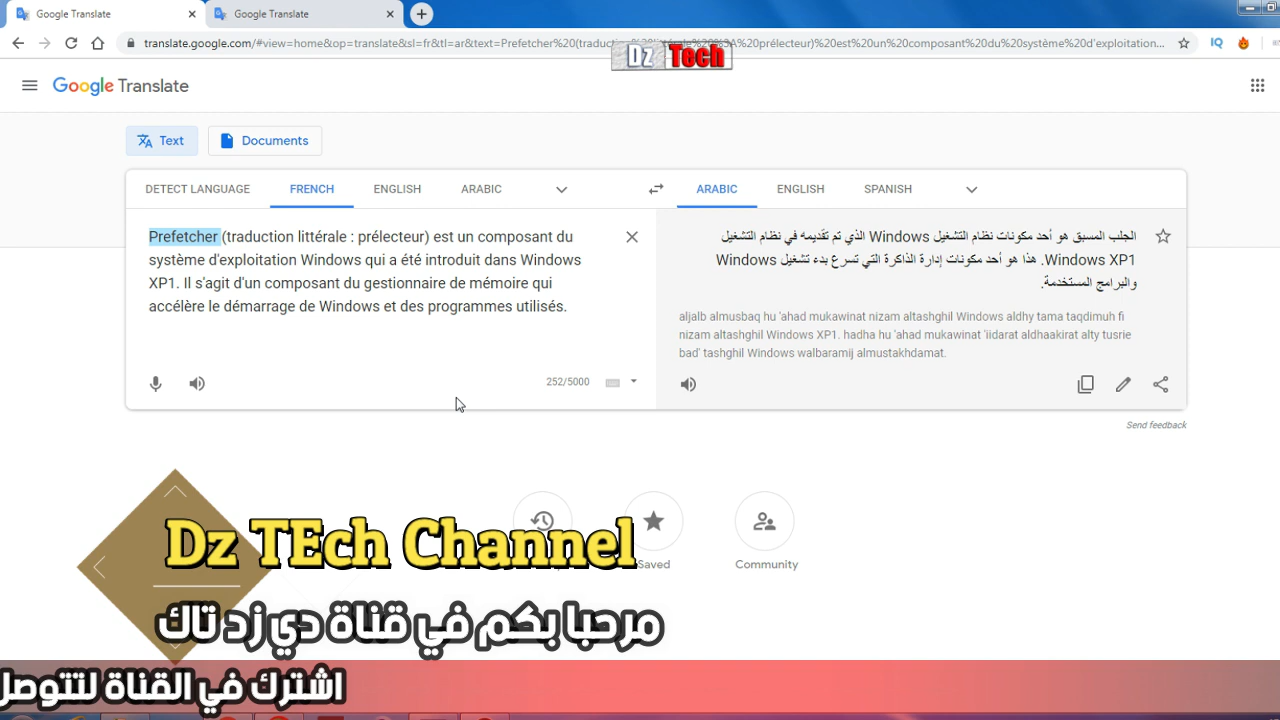 Google Translate
Google Translate
translate.google.com/#view=home&op=translate&sl=fr&tl=ar&text=Prefetcher%20(traduction%20littérale%20%3A%20prélecteur)%20est%20un%20composant%20du%20système%20d'exploitation...
IQ
Dz Tech
Google Translate
Text
Documents
DETECT LANGUAGE FRENCH ENGLISH ARABIC
ARABIC ENGLISH SPANISH
Prefetcher (traduction littérale : prélecteur) est un composant du
système d'exploitation Windows qui a été introduit dans Windows
XP1. Il s'agit d'un composant du gestionnaire de mémoire qui
accélère le démarrage de Windows et des programmes utilisés.
252/5000
الجلب المسبق هو أحد مكونات نظام التشغيل Windows الذي تم تقديمه في نظام التشغيل
Windows XP1. هذا هو أحد مكونات إدارة الذاكرة التي تسرع بدء تشغيل Windows
والبرامج المستخدمة.
aljalb almusbaq hu 'ahad mukawinat nizam altashghil Windows aldhy tama taqdimuh fi
nizam altashghil Windows XP1. hadha hu 'ahad mukawinat 'iidarat aldhaakirat alty tusrie
bad' tashghil Windows walbaramij almustakhdamat.
Send feedback
Saved
Community
Dz TEch Channel
مرحبا بكم في قناة دي زد تاك
اشترك في القناة لتتوصل